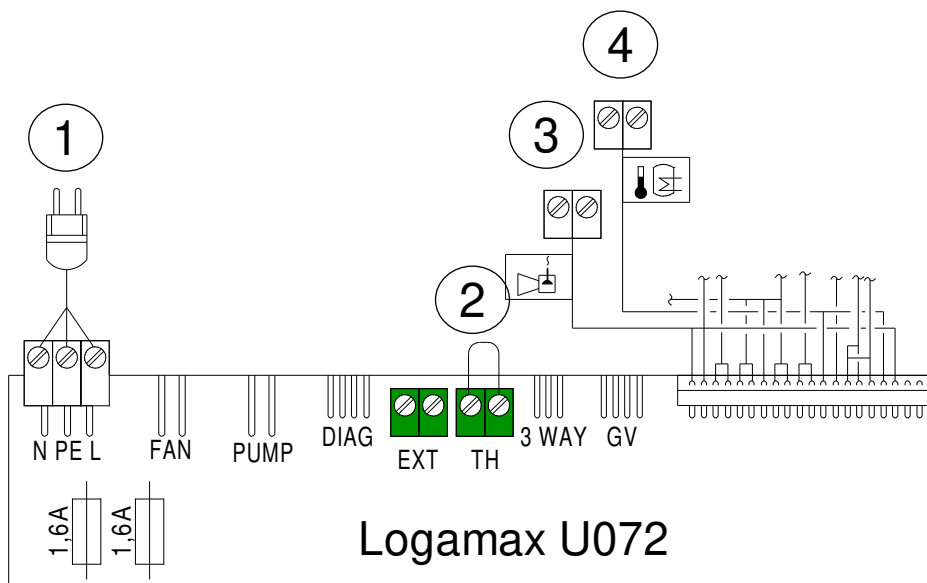 4
3
1
2
N PE L
FAN
PUMP
DIAG
EXT
TH
3 WAY
GV
1,6A
1,6A
Logamax U072